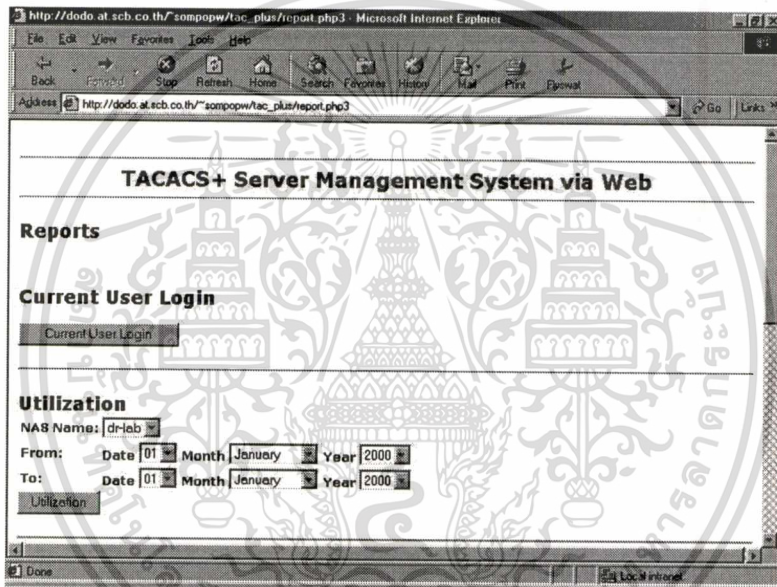 http://dodo.at.scb.co.th/~sompopw/tac_plus/report.php3 - Microsoft Internet Explorer
File Edit View Favorites Tools Help
Back Forward Stop Refresh Home Search Favorites History Mail Print Flyswat
Address http://dodo.at.scb.co.th/~sompopw/tac_plus/report.php3 Go Links
TACACS+ Server Management System via Web
Reports
Current User Login
Current User Login
Utilization
NAS Name: dr-lab
From: Date 01 Month January Year 2000
To: Date 01 Month January Year 2000
Utilization
Done Local intranet